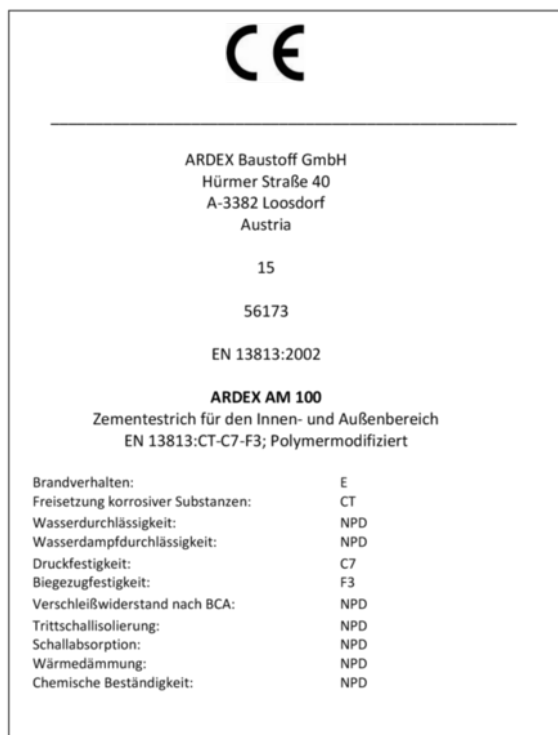 CE
ARDEX Baustoff GmbH
Hürmer Straße 40
A-3382 Loosdorf
Austria
15
56173
EN 13813:2002
ARDEX AM 100
Zementestrich für den Innen- und Außenbereich
EN 13813:CT-C7-F3; Polymermodifiziert
Brandverhalten: E
Freisetzung korrosiver Substanzen: CT
Wasserdurchlässigkeit: NPD
Wasserdampfdurchlässigkeit: NPD
Druckfestigkeit: C7
Biegezugfestigkeit: F3
Verschleißwiderstand nach BCA: NPD
Trittschallisolierung: NPD
Schallabsorption: NPD
Wärmedämmung: NPD
Chemische Beständigkeit: NPD